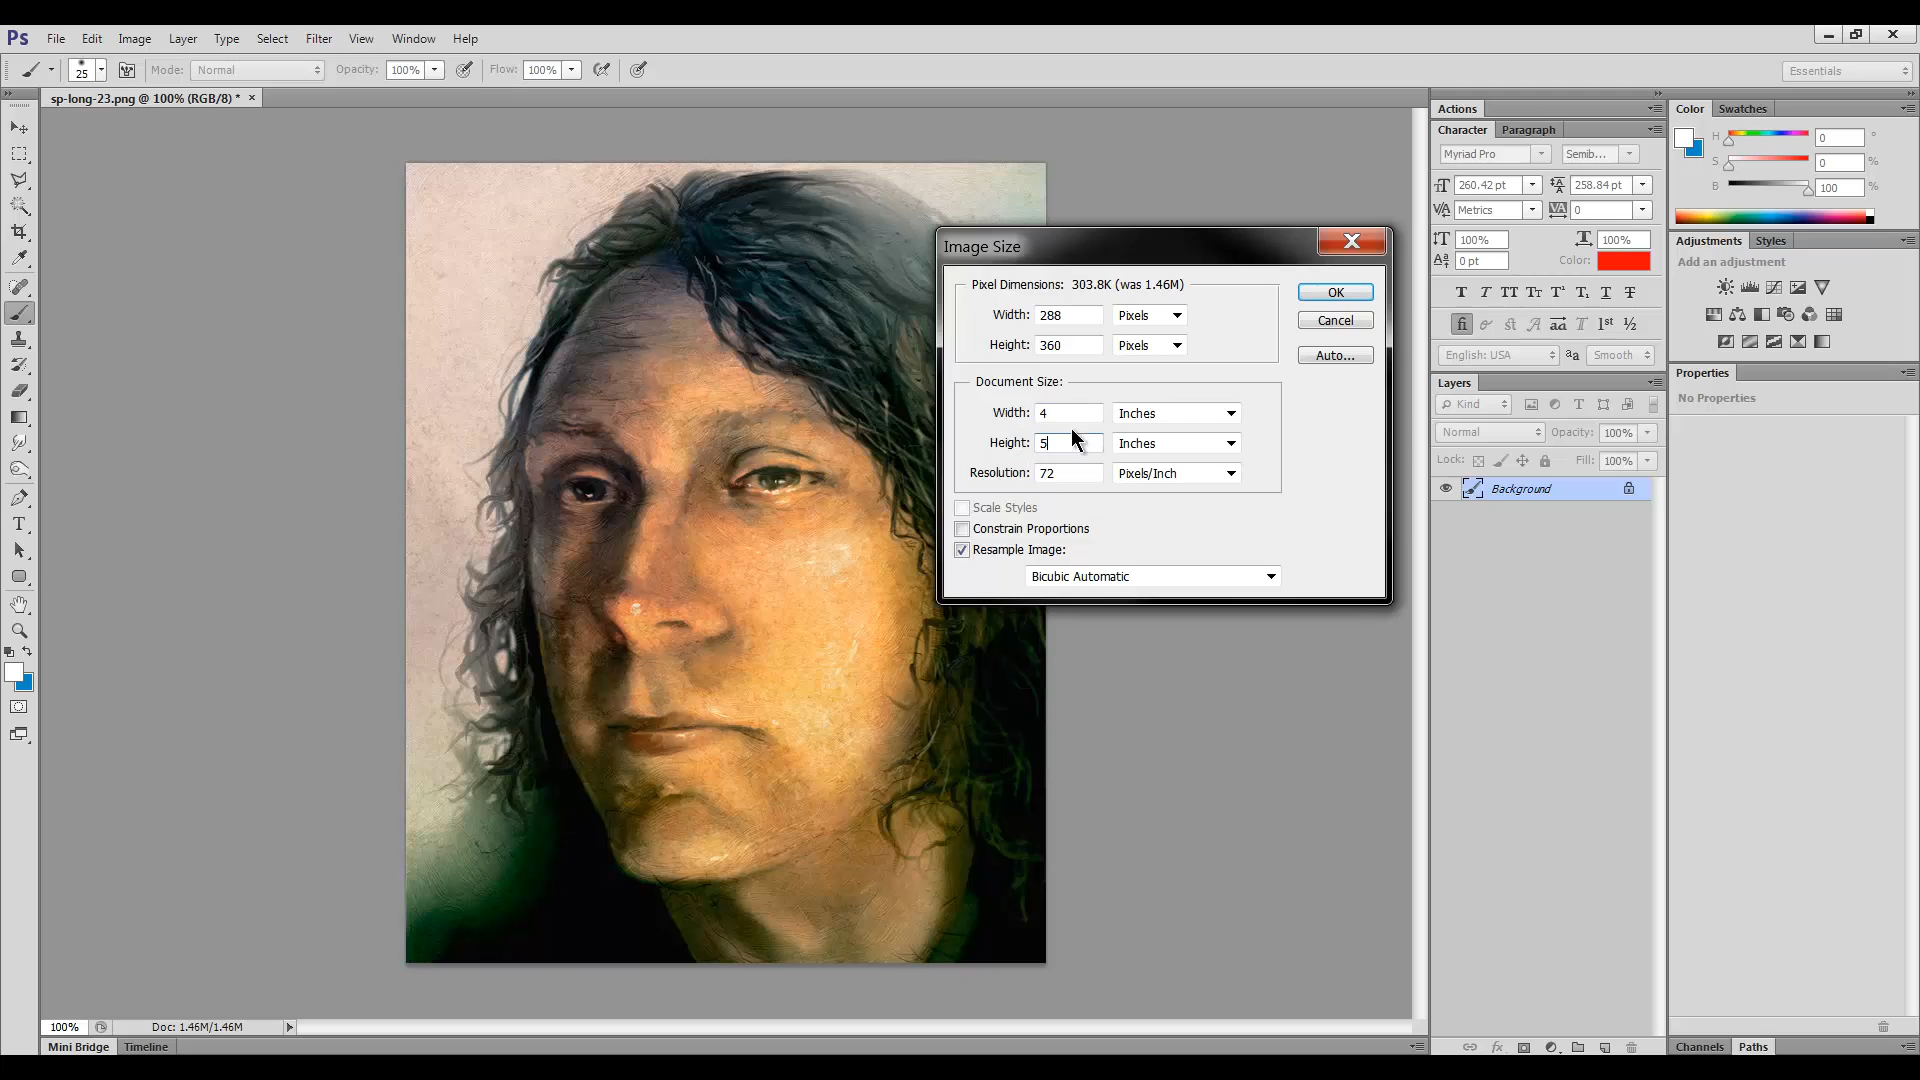 Ps File Edit Image Layer Type Select Filter View Window Help
25 Mode: Normal Opacity: 100% Flow: 100% Essentials
sp-long-23.png @ 100% (RGB/8) * ×
Image Size
Pixel Dimensions: 303.8K (was 1.46M)
Width: 288 Pixels
Height: 360 Pixels
Document Size:
Width: 4 Inches
Height: 5 Inches
Resolution: 72 Pixels/Inch
Scale Styles
Constrain Proportions
Resample Image:
Bicubic Automatic
OK
Cancel
Auto...
Actions
Character Paragraph
Myriad Pro Semib...
260.42 pt 258.84 pt
Metrics 0
100% 100%
0 pt Color:
English: USA Smooth
Layers
Kind
Normal Opacity: 100%
Lock: Fill: 100%
Background
Color Swatches
H 0 °
S 0 %
B 100 %
Adjustments Styles
Add an adjustment
Properties
No Properties
100% Doc: 1.46M/1.46M
Mini Bridge Timeline
Channels Paths